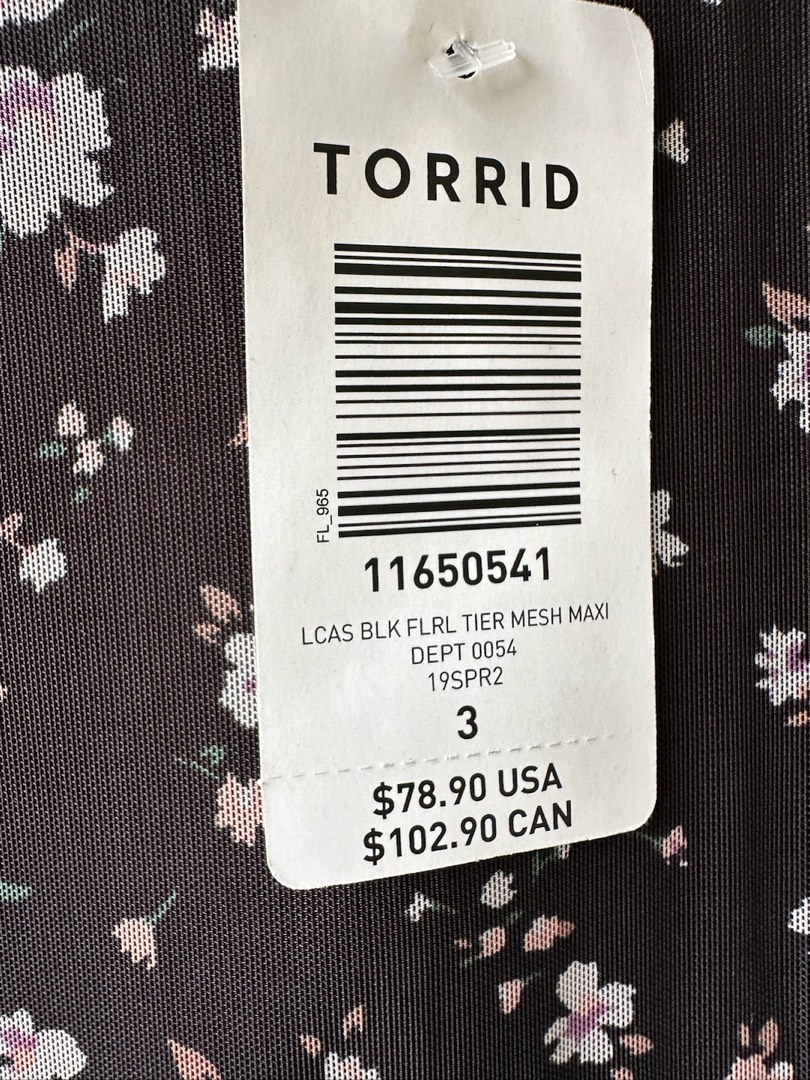 TORRID
FL_965
11650541
LCAS BLK FLRL TIER MESH MAXI
DEPT 0054
19SPR2
3
$78.90 USA
$102.90 CAN